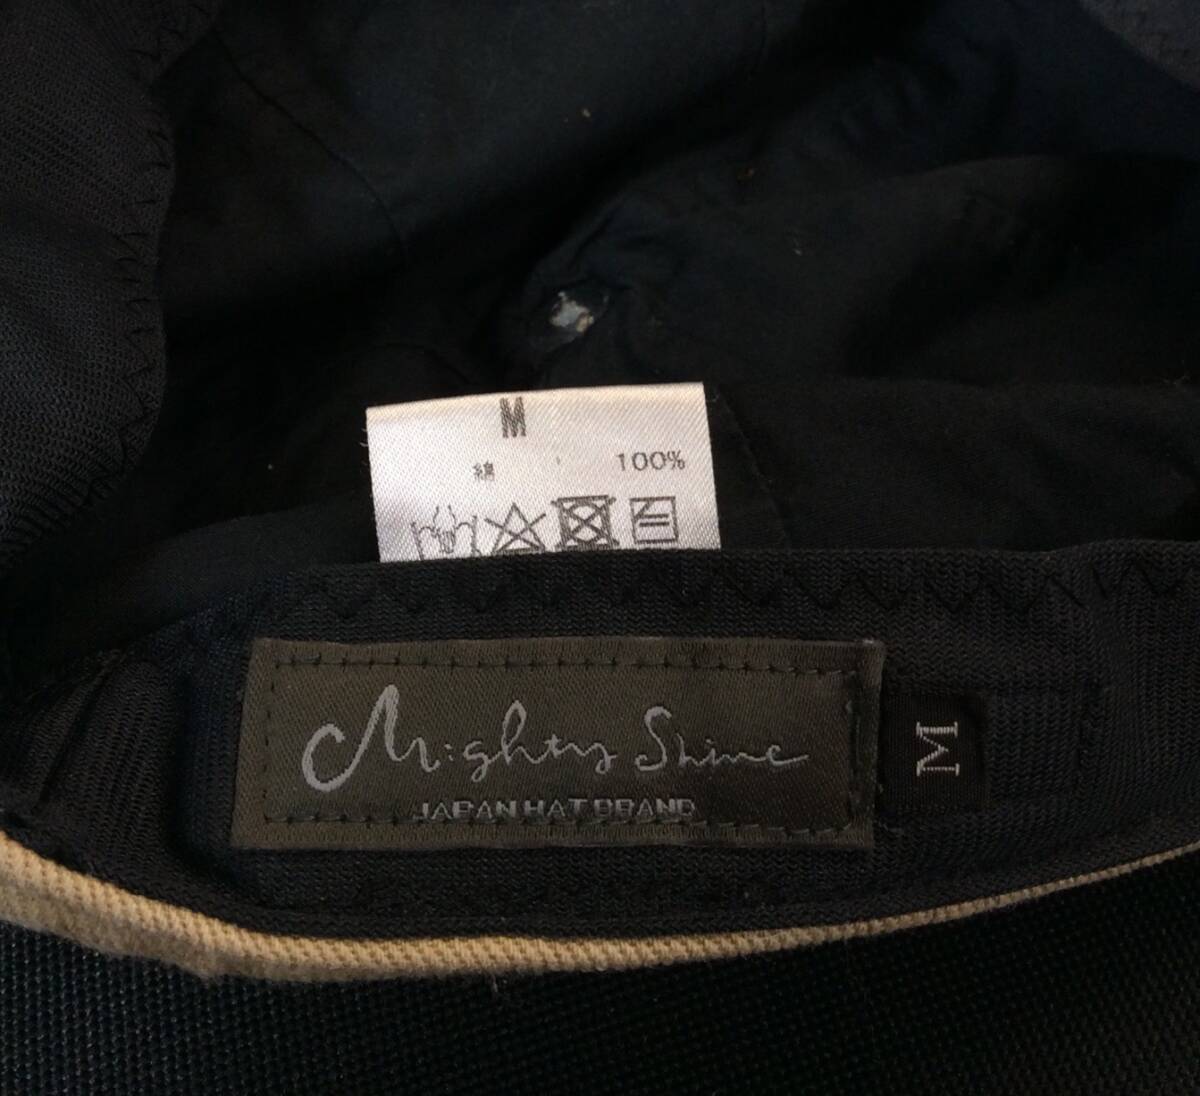 M
綿 100%
Mighty Shine
JAPAN HAT BRAND
M